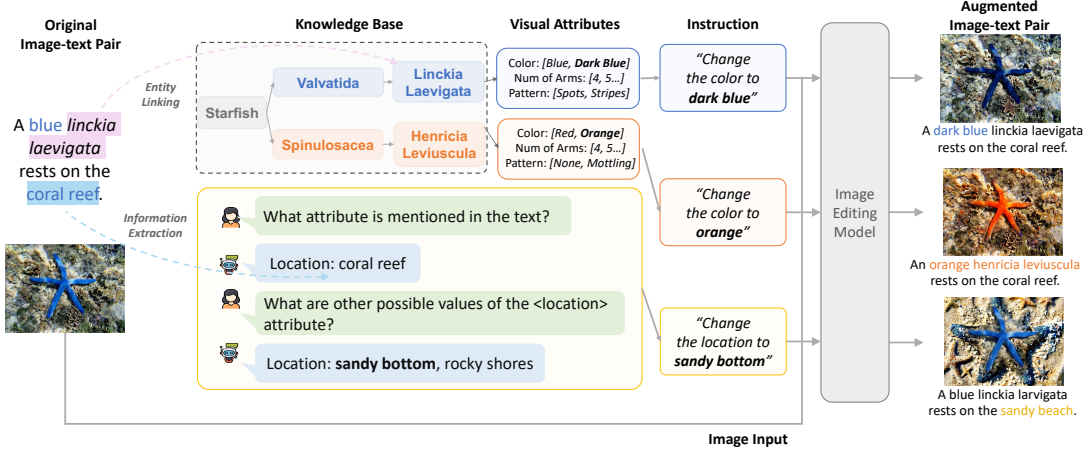 Original
Image-text Pair
Knowledge Base
Visual Attributes
Instruction
Augmented
Image-text Pair
Entity
Linking
A blue linckia
laevigata
rests on the
coral reef.
Information
Extraction
Starfish
Valvatida
Linckia
Laevigata
Spinulosacea
Henricia
Leviuscula
Color: [Blue, Dark Blue]
Num of Arms: [4, 5...]
Pattern: [Spots, Stripes]
Color: [Red, Orange]
Num of Arms: [4, 5...]
Pattern: [None, Mottling]
What attribute is mentioned in the text?
Location: coral reef
What are other possible values of the <location>
attribute?
Location: sandy bottom, rocky shores
“Change
the color to
dark blue”
“Change
the color to
orange”
“Change
the location to
sandy bottom”
Image
Editing
Model
A dark blue linckia laevigata
rests on the coral reef.
An orange henricia leviuscula
rests on the coral reef.
A blue linckia larvigata
rests on the sandy beach.
Image Input